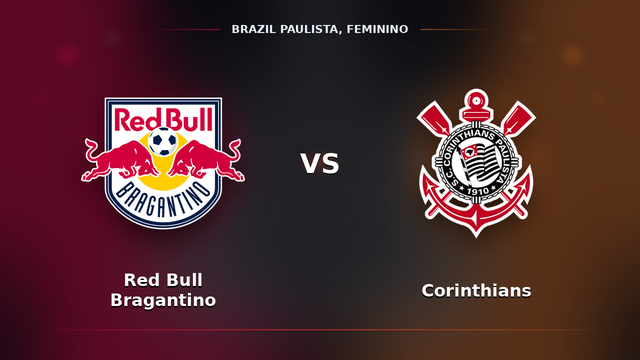 BRAZIL PAULISTA, FEMININO
Red Bull
BRAGANTINO
VS
S.C. CORINTHIANS PAULISTA
1910
Red Bull
Bragantino
Corinthians